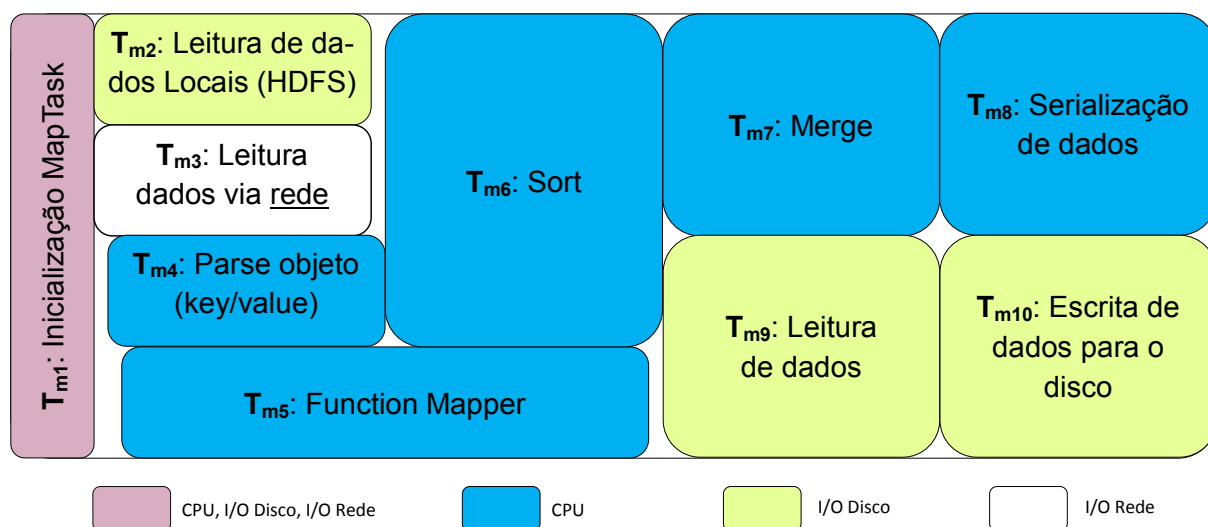 Tm1: Inicialização MapTask
Tm2: Leitura de da-
dos Locais (HDFS)
Tm3: Leitura
dados via rede
Tm4: Parse objeto
(key/value)
Tm5: Function Mapper
Tm6: Sort
Tm7: Merge
Tm8: Serialização
de dados
Tm9: Leitura
de dados
Tm10: Escrita de
dados para o
disco
CPU, I/O Disco, I/O Rede
CPU
I/O Disco
I/O Rede